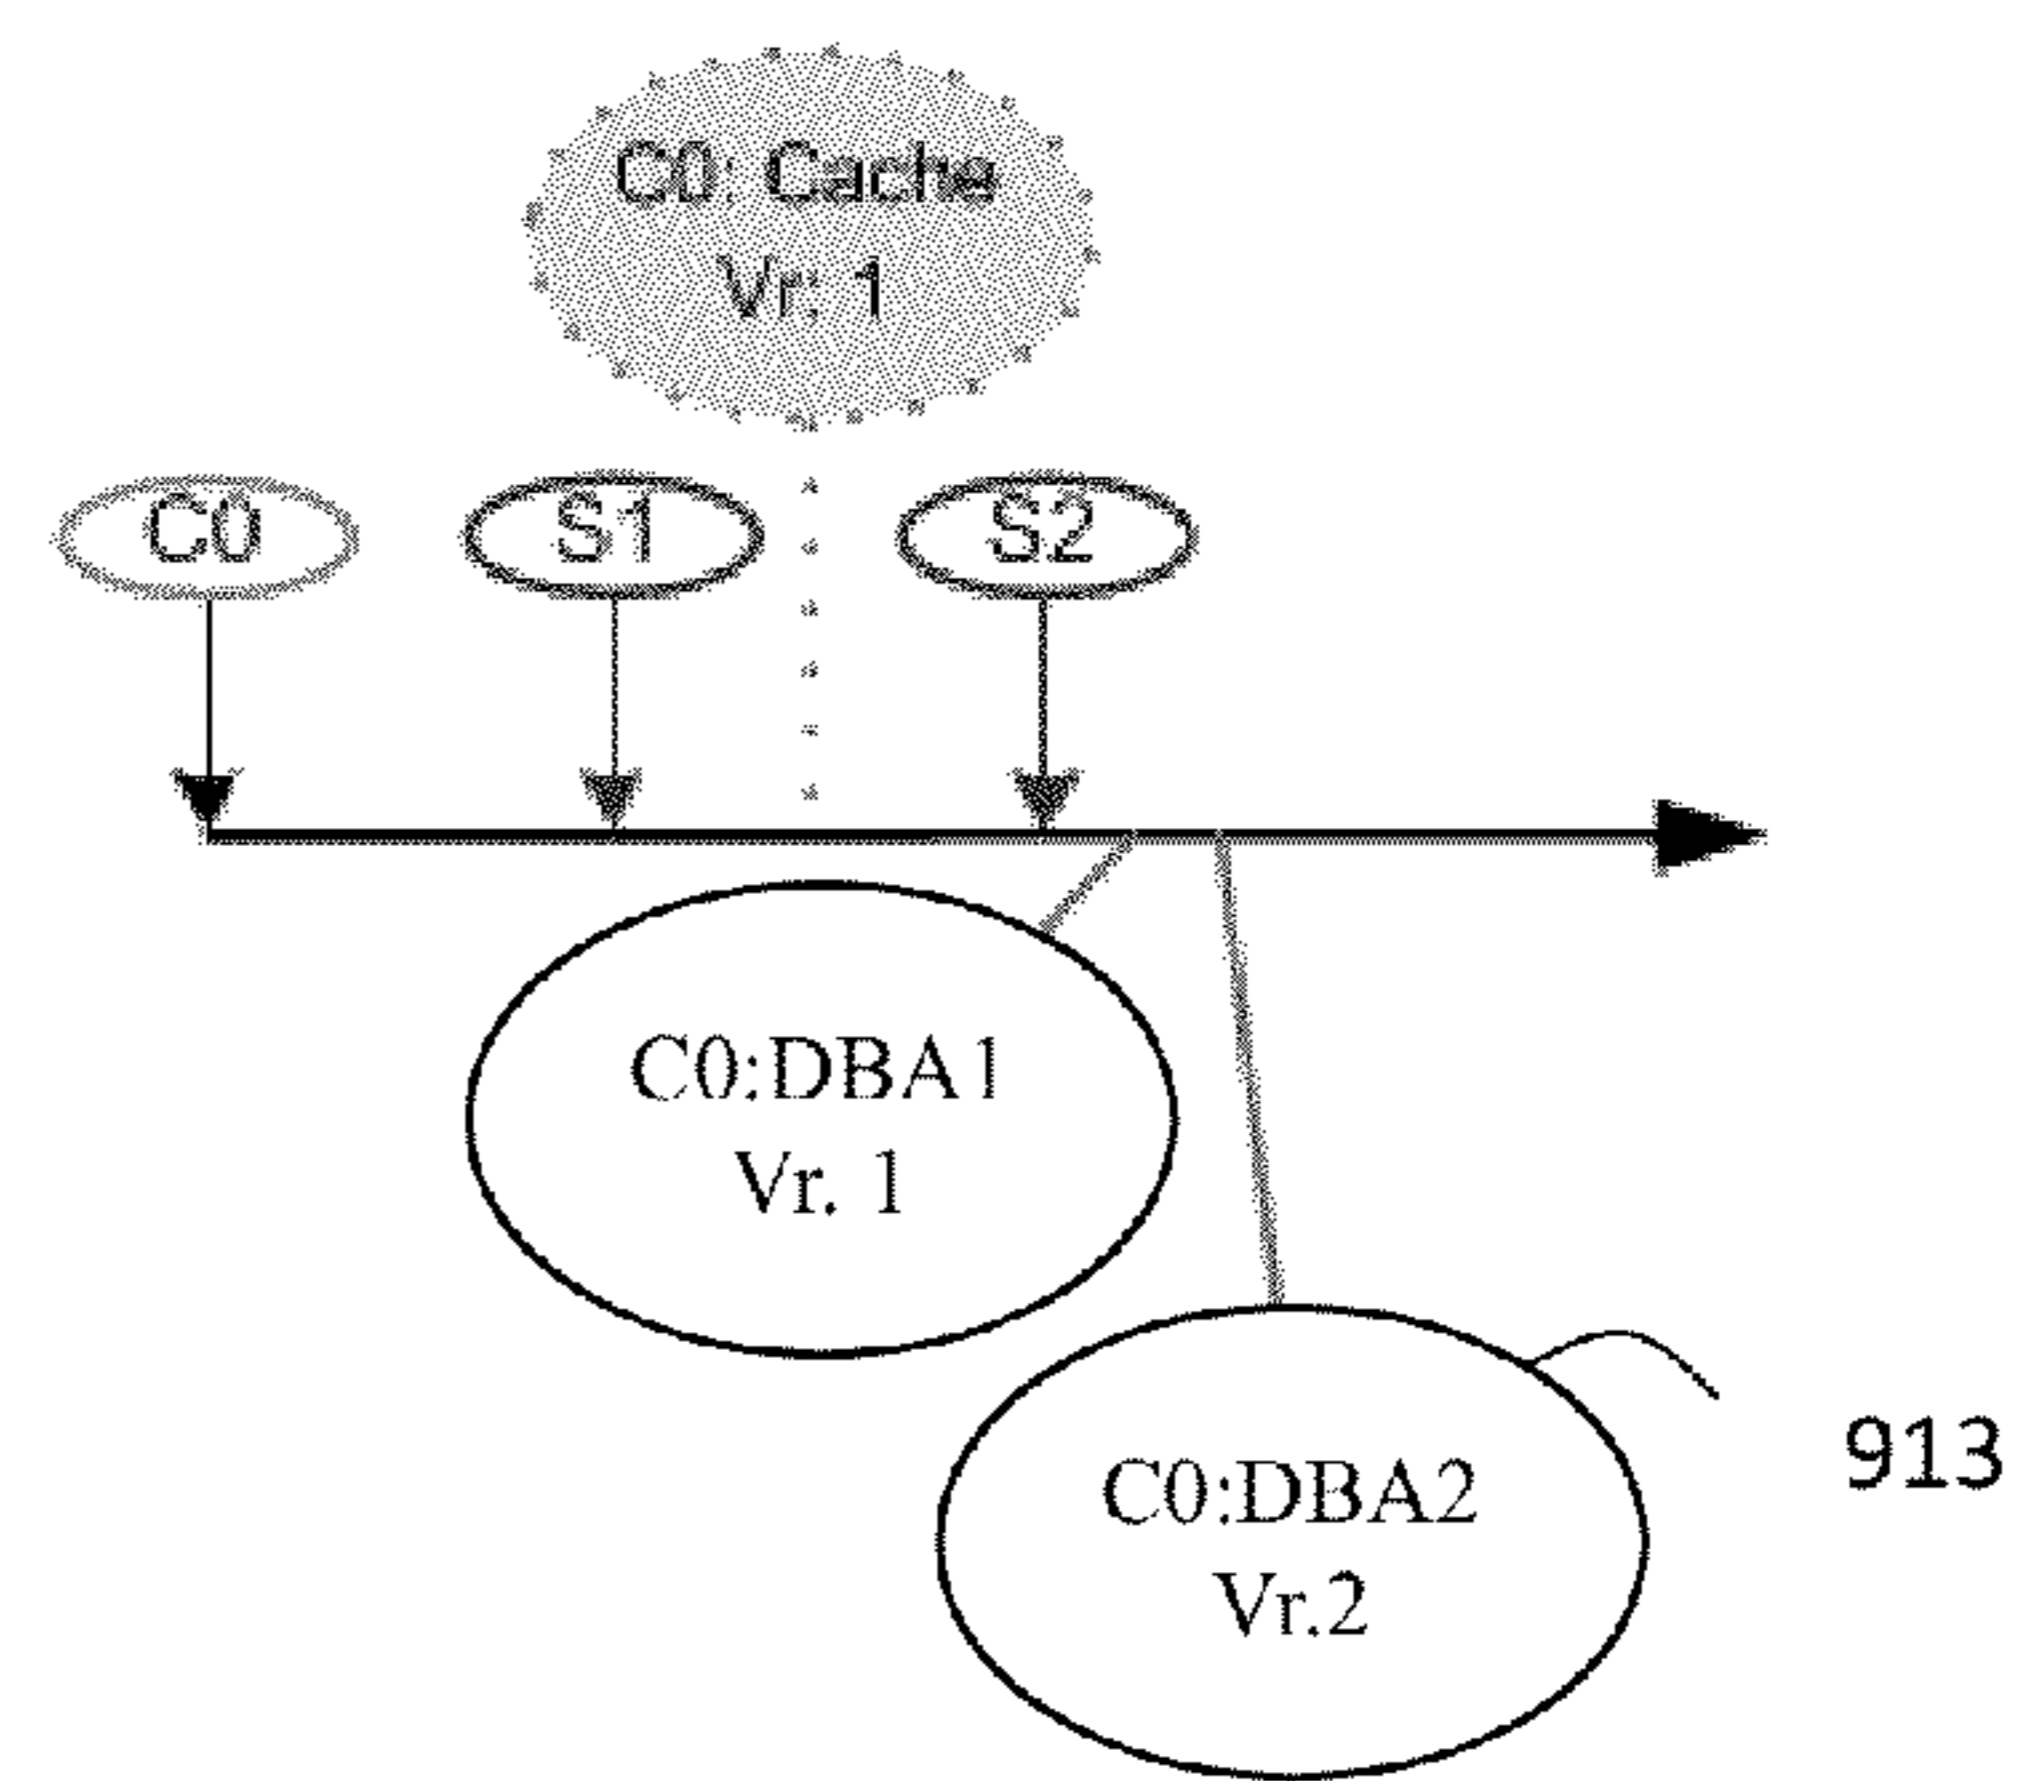 C0: Cache
Vr: 1
C0
S1
S2
C0:DBA1
Vr. 1
C0:DBA2
Vr.2
913